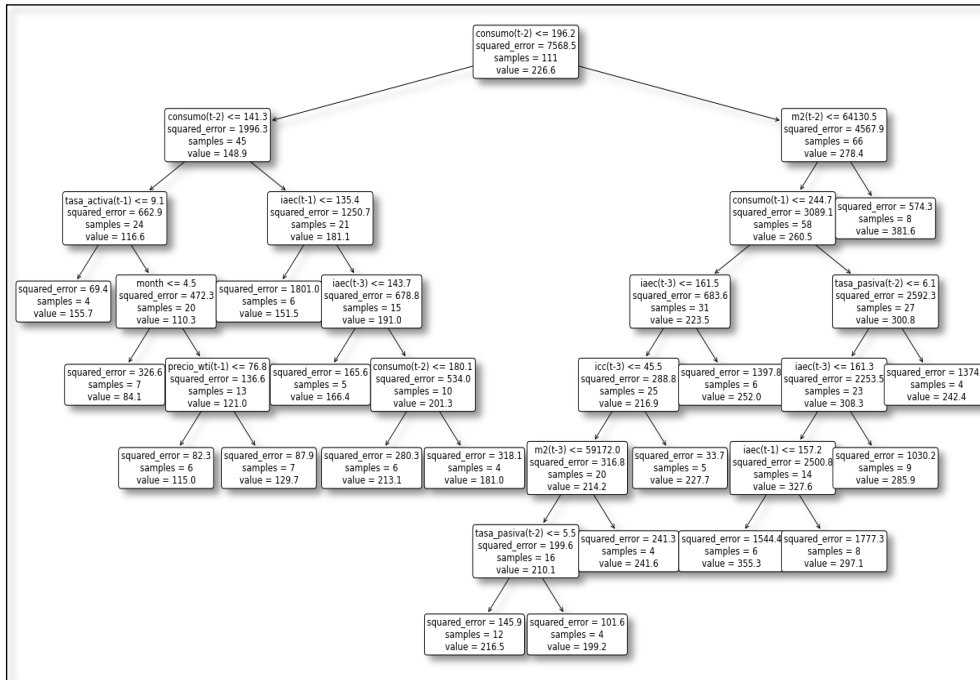 consumo(t-2) <= 196.2
squared_error = 7568.5
samples = 111
value = 226.6
consumo(t-2) <= 141.3
squared_error = 1996.3
samples = 45
value = 148.9
m2(t-2) <= 64130.5
squared_error = 4567.9
samples = 66
value = 278.4
tasa_activa(t-1) <= 9.1
squared_error = 662.9
samples = 24
value = 116.6
iaec(t-1) <= 135.4
squared_error = 1250.7
samples = 21
value = 181.1
consumo(t-1) <= 244.7
squared_error = 3089.1
samples = 58
value = 260.5
squared_error = 574.3
samples = 8
value = 381.6
squared_error = 69.4
samples = 4
value = 155.7
month <= 4.5
squared_error = 472.3
samples = 20
value = 110.3
squared_error = 1801.0
samples = 6
value = 151.5
iaec(t-3) <= 143.7
squared_error = 678.8
samples = 15
value = 191.0
iaec(t-3) <= 161.5
squared_error = 683.6
samples = 31
value = 223.5
tasa_pasiva(t-2) <= 6.1
squared_error = 2592.3
samples = 27
value = 300.8
squared_error = 326.6
samples = 7
value = 84.1
precio_wti(t-1) <= 76.8
squared_error = 136.6
samples = 13
value = 121.0
squared_error = 165.6
samples = 5
value = 166.4
consumo(t-2) <= 180.1
squared_error = 534.0
samples = 10
value = 201.3
icc(t-3) <= 45.5
squared_error = 288.8
samples = 25
value = 216.9
squared_error = 1397.8
samples = 6
value = 252.0
iaec(t-3) <= 161.3
squared_error = 2253.5
samples = 23
value = 308.3
squared_error = 1374
samples = 4
value = 242.4
squared_error = 82.3
samples = 6
value = 115.0
squared_error = 87.9
samples = 7
value = 129.7
squared_error = 280.3
samples = 6
value = 213.1
squared_error = 318.1
samples = 4
value = 181.0
m2(t-3) <= 59172.0
squared_error = 316.8
samples = 20
value = 214.2
squared_error = 33.7
samples = 5
value = 227.7
iaec(t-1) <= 157.2
squared_error = 2500.8
samples = 14
value = 327.6
squared_error = 1030.2
samples = 9
value = 285.9
tasa_pasiva(t-2) <= 5.5
squared_error = 199.6
samples = 16
value = 210.1
squared_error = 241.3
samples = 4
value = 241.6
squared_error = 1544.4
samples = 6
value = 355.3
squared_error = 1777.3
samples = 8
value = 297.1
squared_error = 145.9
samples = 12
value = 216.5
squared_error = 101.6
samples = 4
value = 199.2